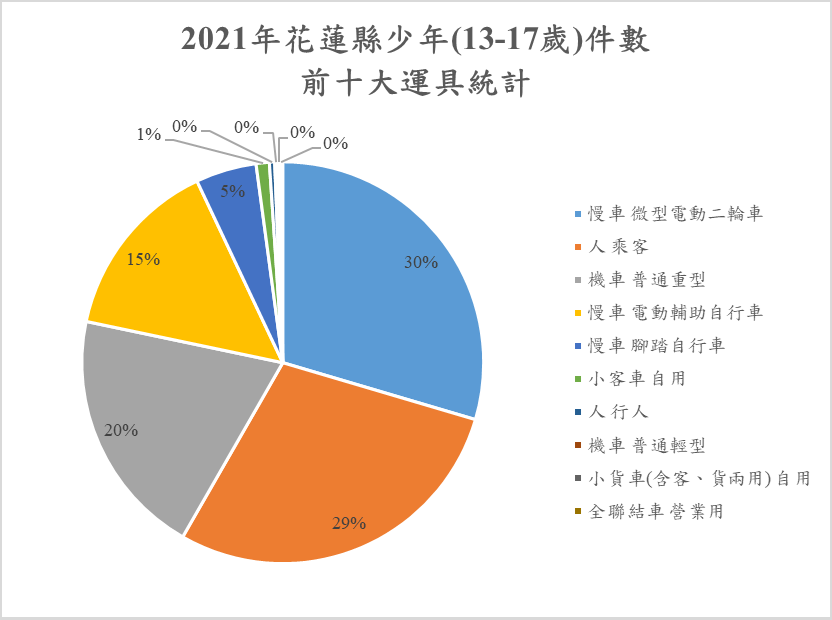 2021年花蓮縣少年(13-17歲)件數
前十大運具統計
1%
0%
0%
0%
0%
5%
15%
30%
20%
29%
慢車 微型電動二輪車
人 乘客
機車 普通重型
慢車 電動輔助自行車
慢車 腳踏自行車
小客車 自用
人 行人
機車 普通輕型
小貨車(含客、貨兩用) 自用
全聯結車 營業用